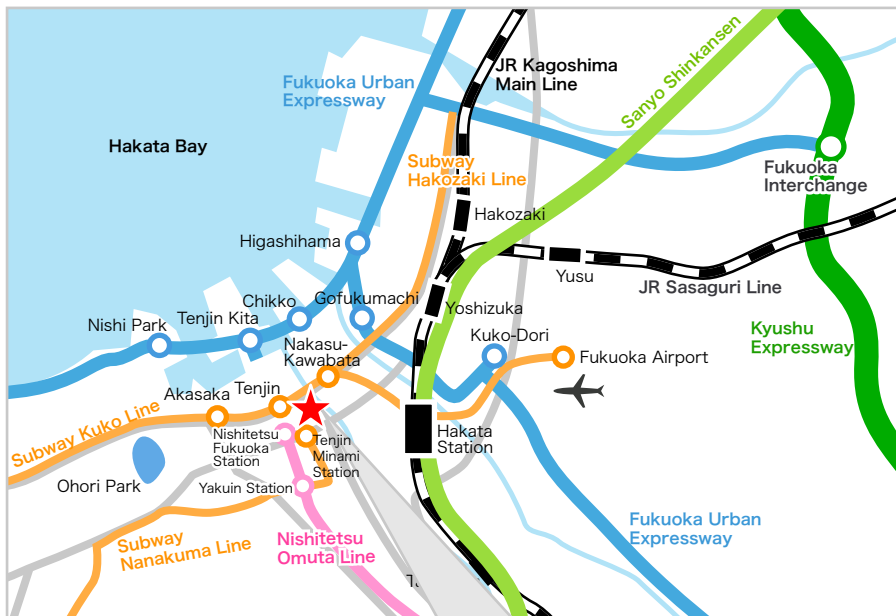 JR Kagoshima
Main Line
Sanyo Shinkansen
Fukuoka Urban
Expressway
Hakata Bay
Subway
Hakozaki Line
Fukuoka
Interchange
Hakozaki
Higashihama
Yusu
JR Sasaguri Line
Chikko
Gofukumachi
Yoshizuka
Nishi Park
Tenjin Kita
Nakasu-
Kawabata
Kuko-Dori
Kyushu
Expressway
Fukuoka Airport
Akasaka
Tenjin
Subway Kuko Line
Nishitetsu
Fukuoka
Station
Tenjin
Minami
Station
Hakata
Station
Ohori Park
Yakuin Station
Subway
Nanakuma Line
Nishitetsu
Omuta Line
Fukuoka Urban
Expressway